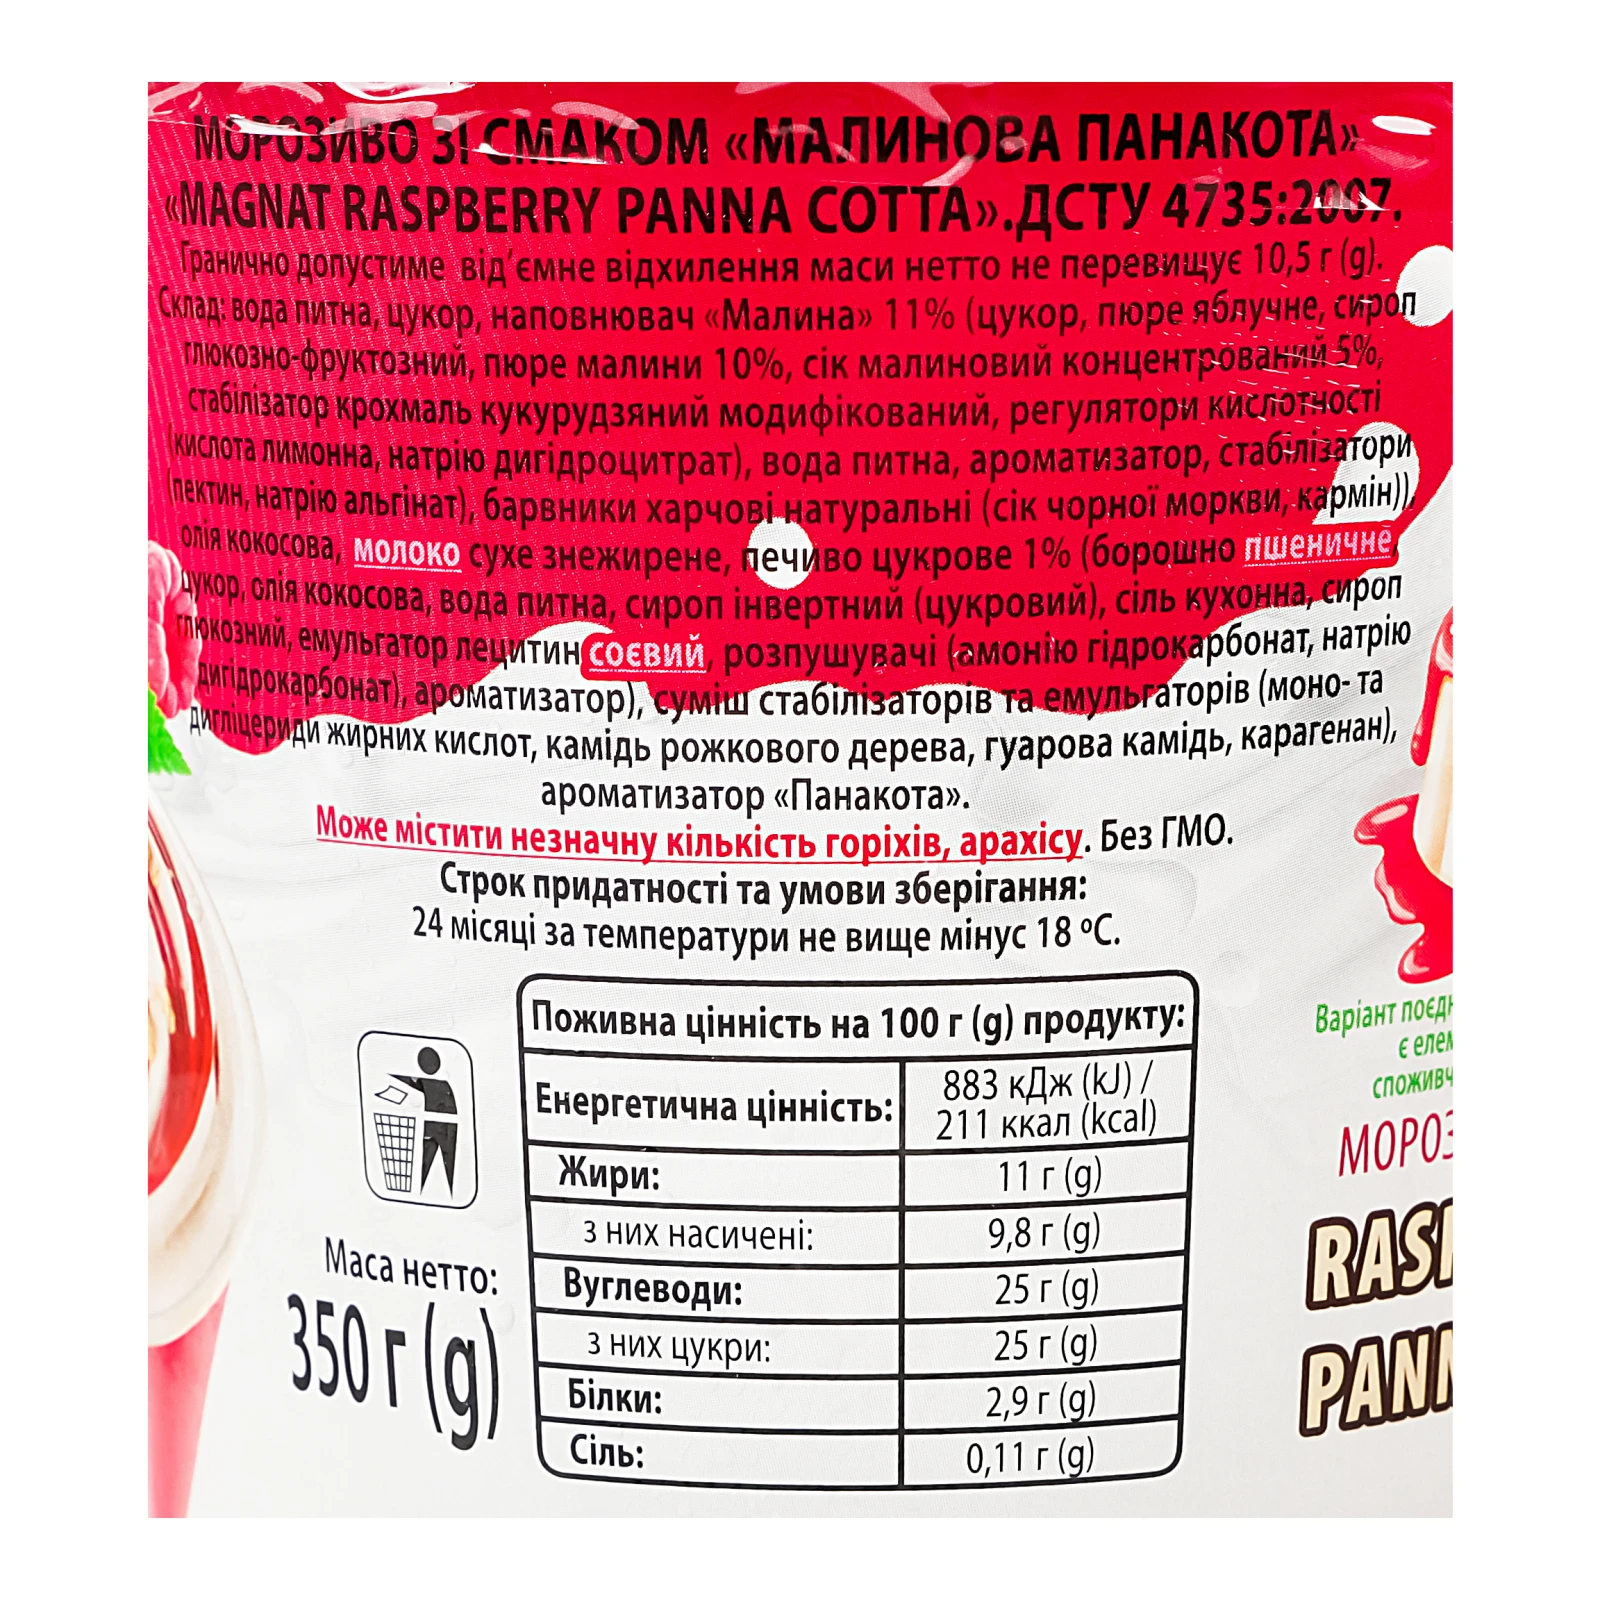 МОРОЗИВО ЗІ СМАКОМ «МАЛИНОВА ПАНАКОТА»
«MAGNAT RASPBERRY PANNA COTTA».ДСТУ 4735:2007.
Гранично допустиме від'ємне відхилення маси нетто не перевищує 10,5 г (g).
Склад: вода питна, цукор, наповнювач «Малина» 11% (цукор, пюре яблучне, сироп
глюкозно-фруктозний, пюре малини 10%, сік малиновий концентрований 5%,
стабілізатор крохмаль кукурудзяний модифікований, регулятори кислотності
(кислота лимонна, натрію дигідроцитрат), вода питна, ароматизатор, стабілізатори
(пектин, натрію альгінат), барвники харчові натуральні (сік чорної моркви, кармін)),
олія кокосова, молоко сухе знежирене, печиво цукрове 1% (борошно пшеничне,
цукор, олія кокосова, вода питна, сироп інвертний (цукровий), сіль кухонна, сироп
глюкозний, емульгатор лецитин соєвий, розпушувачі (амонію гідрокарбонат, натрію
дигідрокарбонат), ароматизатор), суміш стабілізаторів та емульгаторів (моно- та
дигліцериди жирних кислот, камідь рожкового дерева, гуарова камідь, карагенан),
ароматизатор «Панакота».
Може містити незначну кількість горіхів, арахісу. Без ГМО.
Строк придатності та умови зберігання:
24 місяці за температури не вище мінус 18 °C.
Поживна цінність на 100 г (g) продукту:
Енергетична цінність: 883 кДж (kJ) /
211 ккал (kcal)
Жири: 11 г (g)
з них насичені: 9,8 г (g)
Вуглеводи: 25 г (g)
з них цукри: 25 г (g)
Білки: 2,9 г (g)
Сіль: 0,11 г (g)
Маса нетто:
350 г (g)
Варіант поєдн
є елем
споживч
МОРОЗ
RASP
PANN